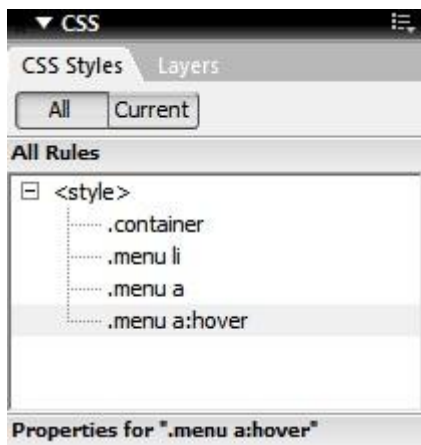 CSS
CSS Styles Layers
All Current
All Rules
<style>
.container
.menu li
.menu a
.menu a:hover
Properties for ".menu a:hover"